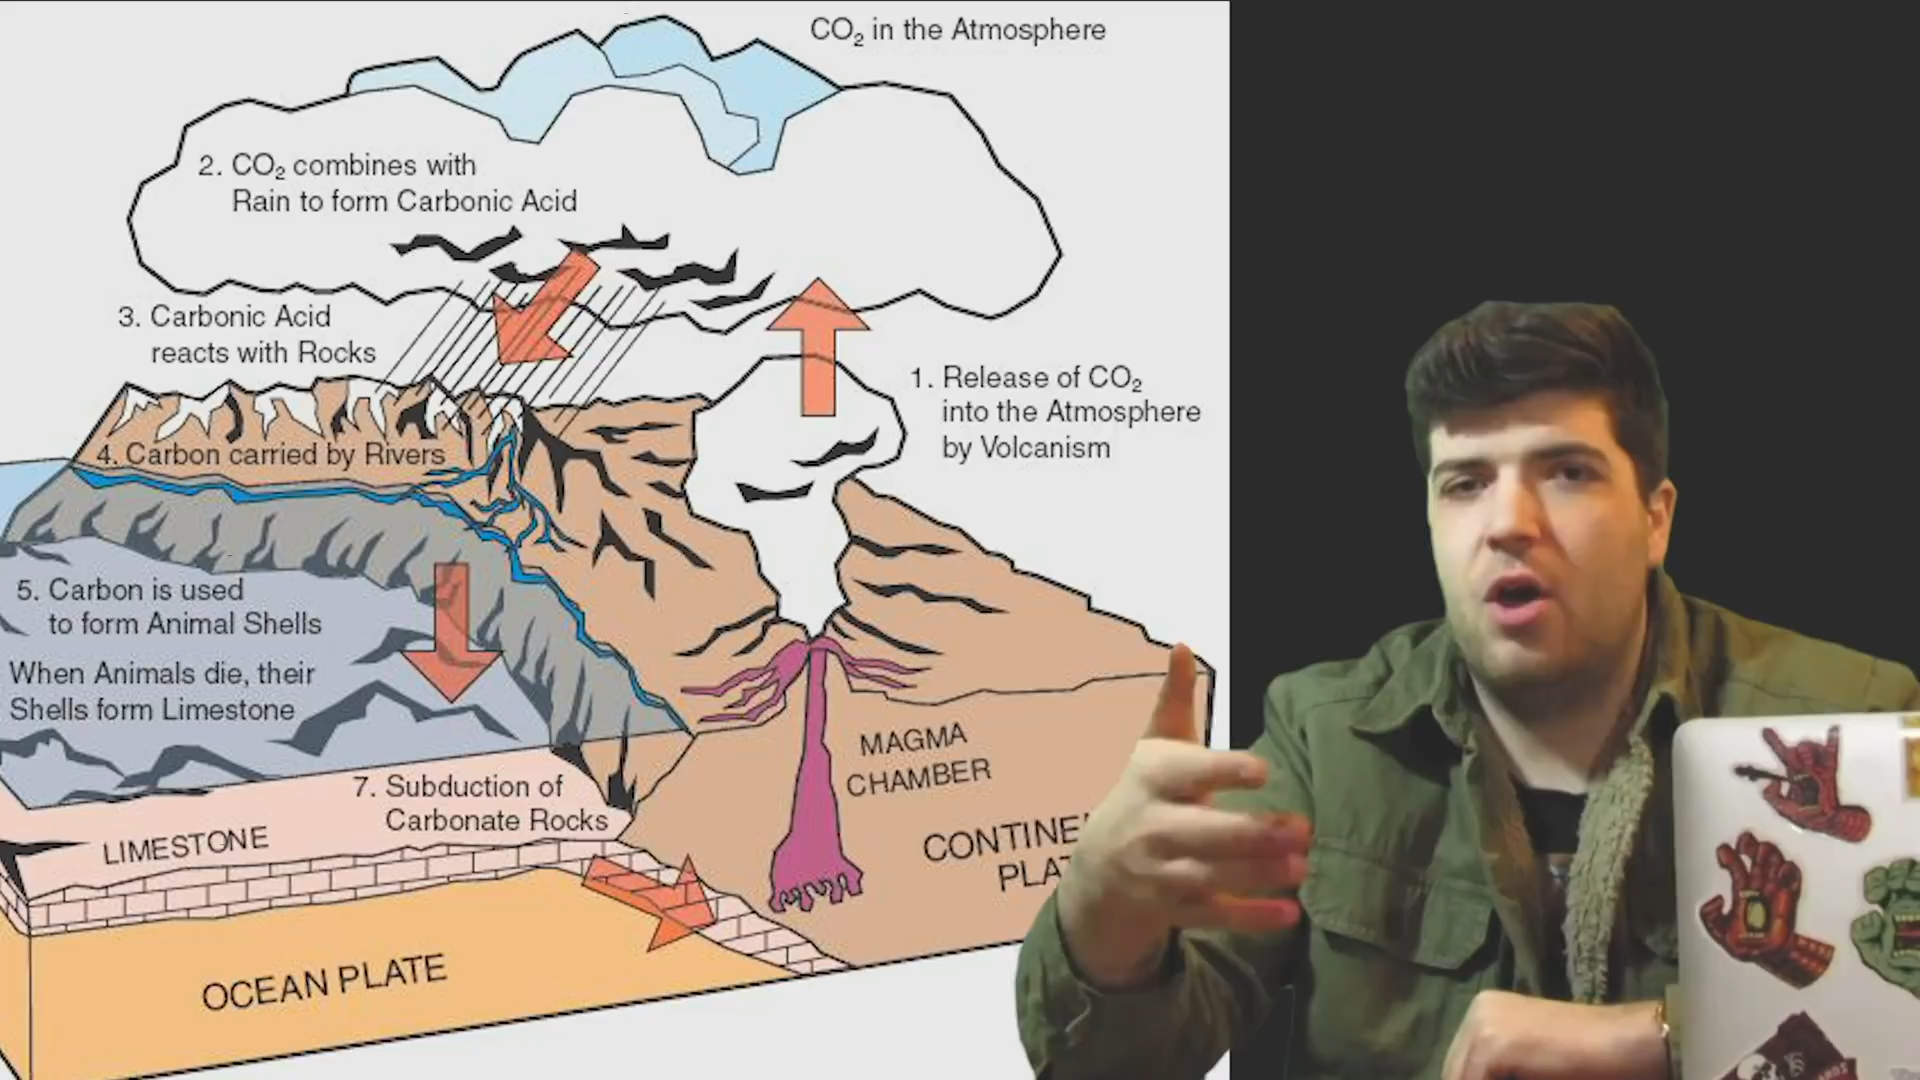 CO₂ in the Atmosphere
2. CO₂ combines with
Rain to form Carbonic Acid
3. Carbonic Acid
reacts with Rocks
1. Release of CO₂
into the Atmosphere
by Volcanism
4. Carbon carried by Rivers
5. Carbon is used
to form Animal Shells
When Animals die, their
Shells form Limestone
7. Subduction of
Carbonate Rocks
MAGMA
CHAMBER
LIMESTONE
OCEAN PLATE